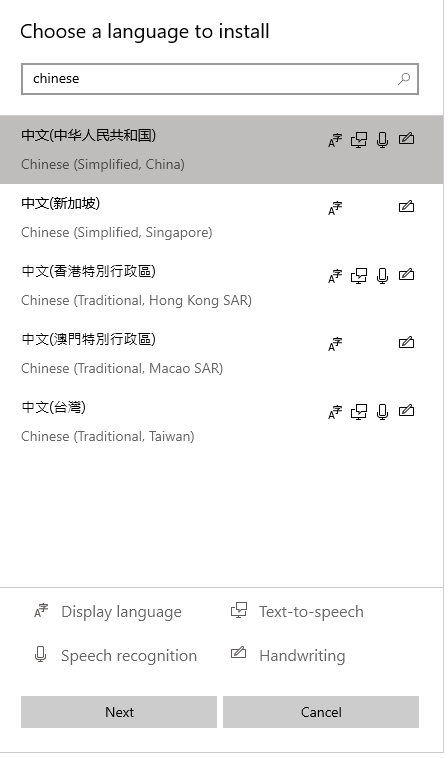 Choose a language to install
chinese
中文(中华人民共和国)
Chinese (Simplified, China)
中文(新加坡)
Chinese (Simplified, Singapore)
中文(香港特別行政區)
Chinese (Traditional, Hong Kong SAR)
中文(澳門特別行政區)
Chinese (Traditional, Macao SAR)
中文(台灣)
Chinese (Traditional, Taiwan)
Display language
Text-to-speech
Speech recognition
Handwriting
Next
Cancel